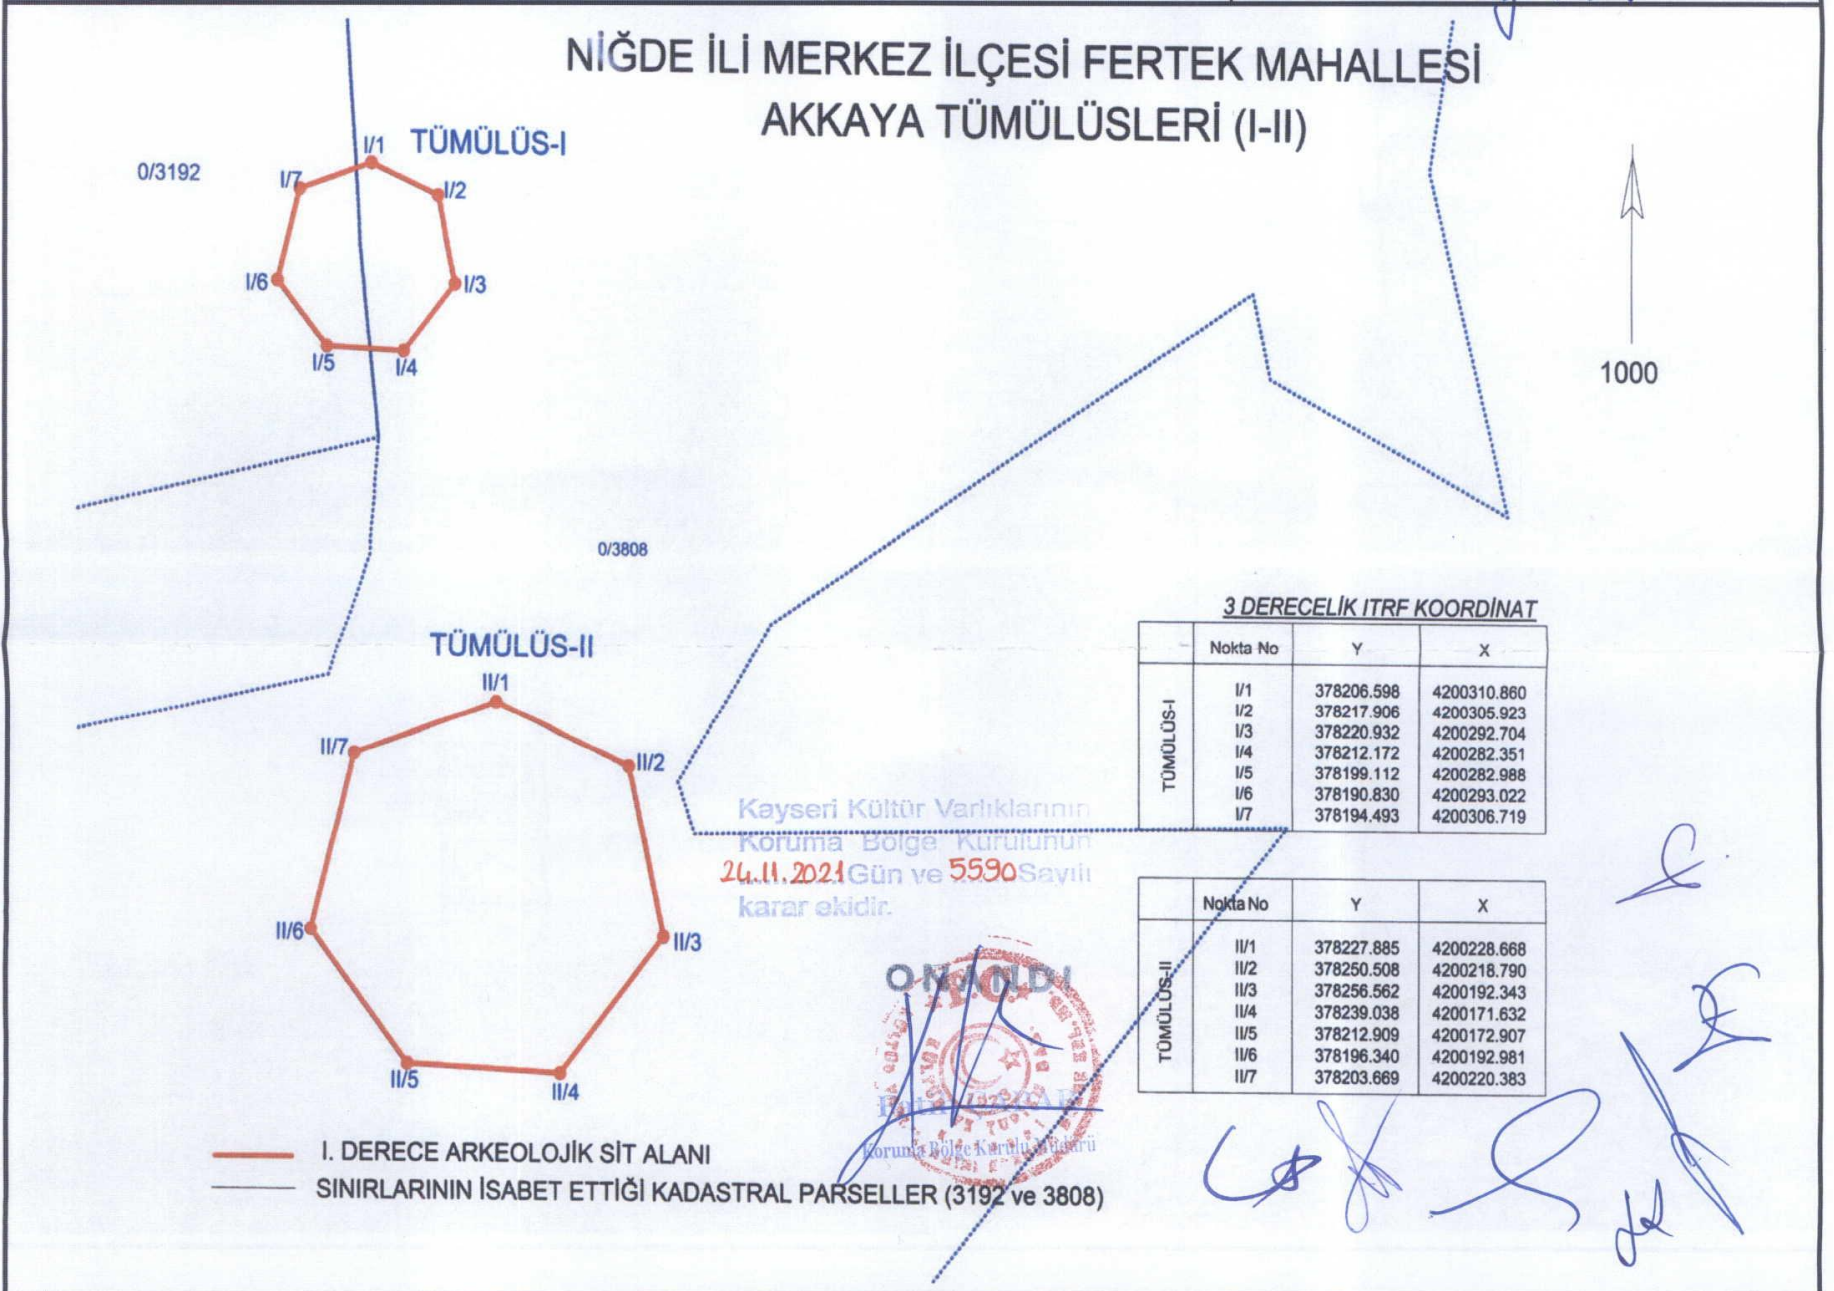 NİĞDE İLİ MERKEZ İLÇESİ FERTEK MAHALLESİ
AKKAYA TÜMÜLÜSLERİ (I-II)
TÜMÜLÜS-I
0/3192
I/1
I/2
I/3
I/4
I/5
I/6
I/7
1000
0/3808
TÜMÜLÜS-II
II/1
II/2
II/3
II/4
II/5
II/6
II/7
3 DERECELİK ITRF KOORDİNAT
Nokta No Y X
TÜMÜLÜS-I
I/1 378206.598 4200310.860
I/2 378217.906 4200305.923
I/3 378220.932 4200292.704
I/4 378212.172 4200282.351
I/5 378199.112 4200282.988
I/6 378190.830 4200293.022
I/7 378194.493 4200306.719
Nokta No Y X
TÜMÜLÜS-II
II/1 378227.885 4200228.668
II/2 378250.508 4200218.790
II/3 378256.562 4200192.343
II/4 378239.038 4200171.632
II/5 378212.909 4200172.907
II/6 378196.340 4200192.981
II/7 378203.669 4200220.383
Kayseri Kültür Varlıklarının
Koruma Bölge Kurulunun
24.11.2021 Gün ve 5590 Sayılı
karar ekidir.
ONANDI
Koruma Bölge Kurulu Müdürü
I. DERECE ARKEOLOJİK SİT ALANI
SINIRLARININ İSABET ETTİĞİ KADASTRAL PARSELLER (3192 ve 3808)